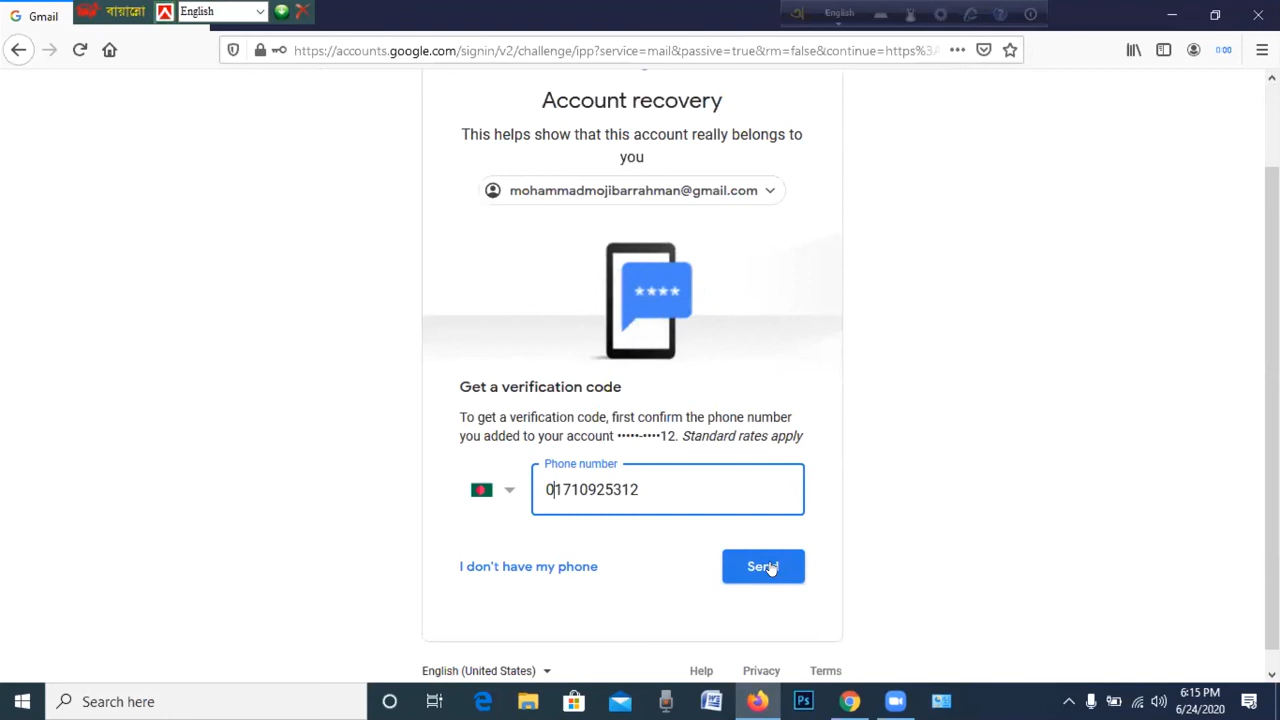 Gmail
বায়ান্নো
English
English
https://accounts.google.com/signin/v2/challenge/ipp?service=mail&passive=true&rm=false&continue=https%3
0:00
Account recovery
This helps show that this account really belongs to
you
mohammadmojibarrahman@gmail.com
****
Get a verification code
To get a verification code, first confirm the phone number
you added to your account •••••-••••12. Standard rates apply
Phone number
01710925312
I don't have my phone
Send
English (United States)
Help
Privacy
Terms
Search here
6:15 PM
6/24/2020